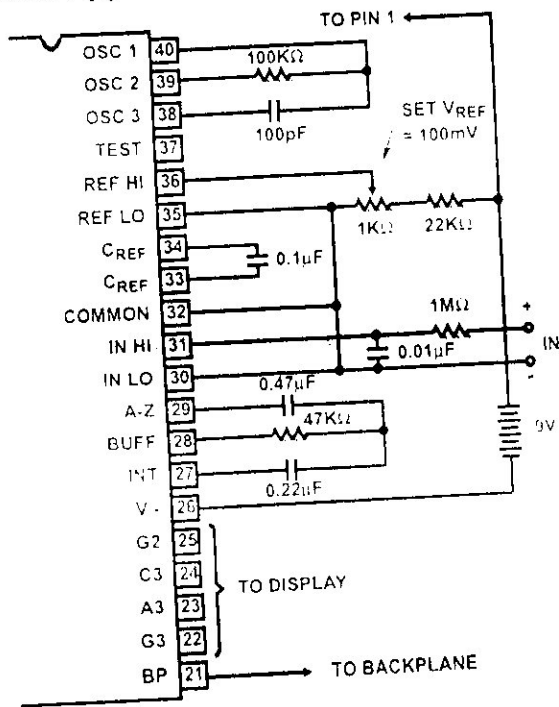 TO PIN 1
OSC 1 40
100KΩ
OSC 2 39
OSC 3 38
100pF
SET VREF
= 100mV
TEST 37
REF HI 36
REF LO 35
1KΩ 22KΩ
CREF 34
0.1µF
CREF 33
COMMON 32
1MΩ
+
IN HI 31
IN
0.01µF
IN LO 30
-
0.47µF
A-Z 29
47KΩ
9V
BUFF 28
INT 27
0.22µF
V - 26
G2 25
C3 24
TO DISPLAY
A3 23
G3 22
BP 21
TO BACKPLANE